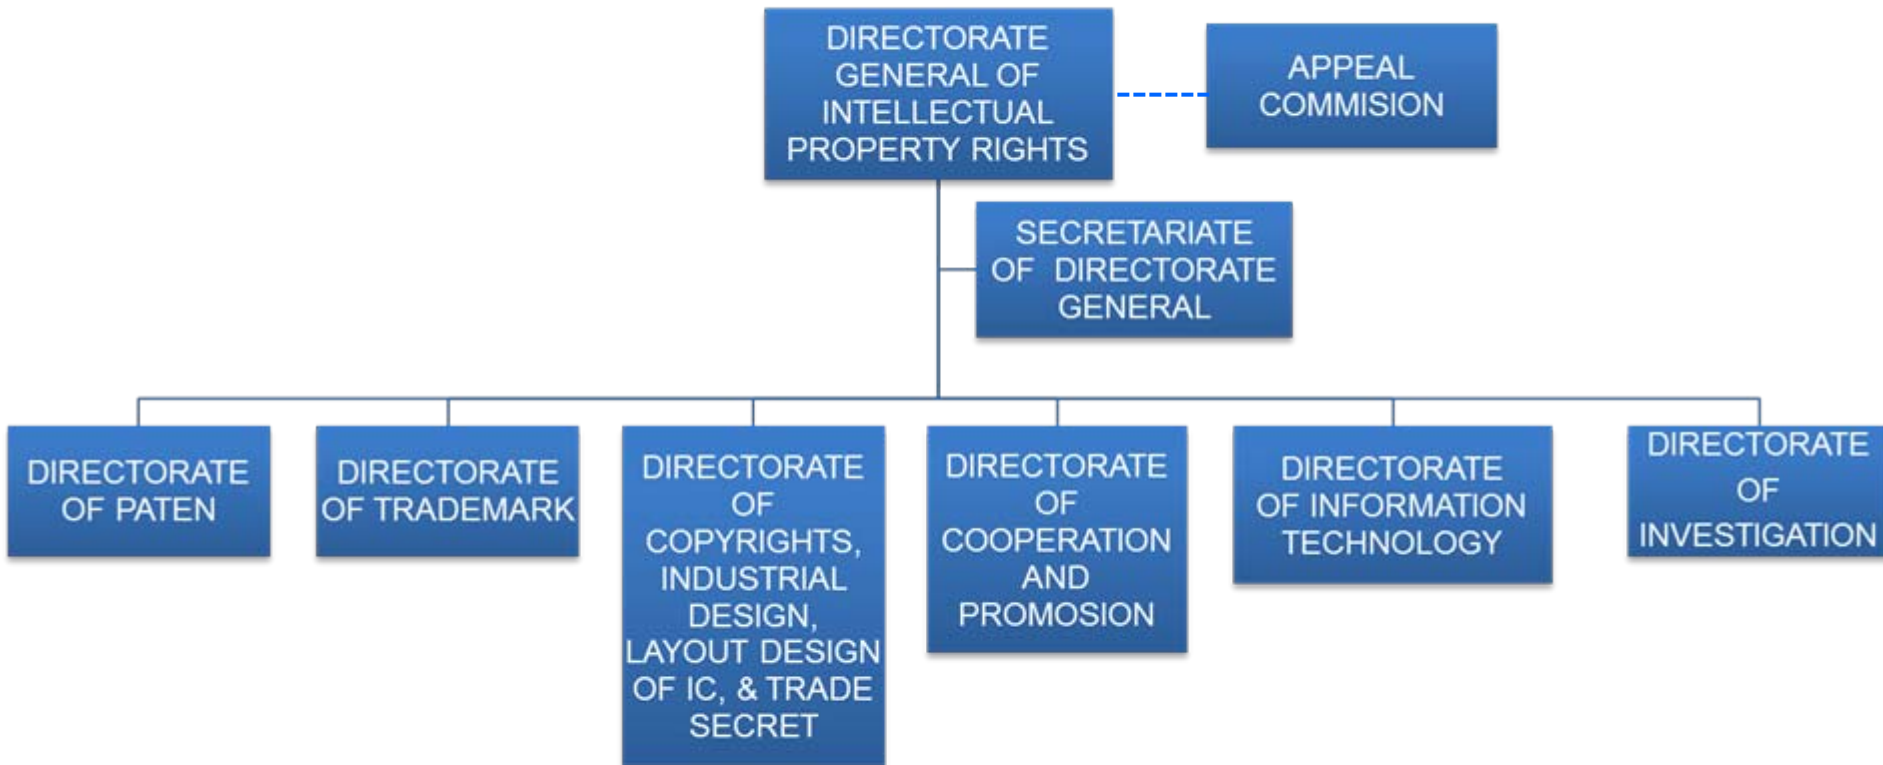 DIRECTORATE
GENERAL OF
INTELLECTUAL
PROPERTY RIGHTS
APPEAL
COMMISION
SECRETARIATE
OF DIRECTORATE
GENERAL
DIRECTORATE
OF PATEN
DIRECTORATE
OF TRADEMARK
DIRECTORATE
OF
COPYRIGHTS,
INDUSTRIAL
DESIGN,
LAYOUT DESIGN
OF IC, & TRADE
SECRET
DIRECTORATE
OF
COOPERATION
AND
PROMOSION
DIRECTORATE
OF INFORMATION
TECHNOLOGY
DIRECTORATE
OF
INVESTIGATION